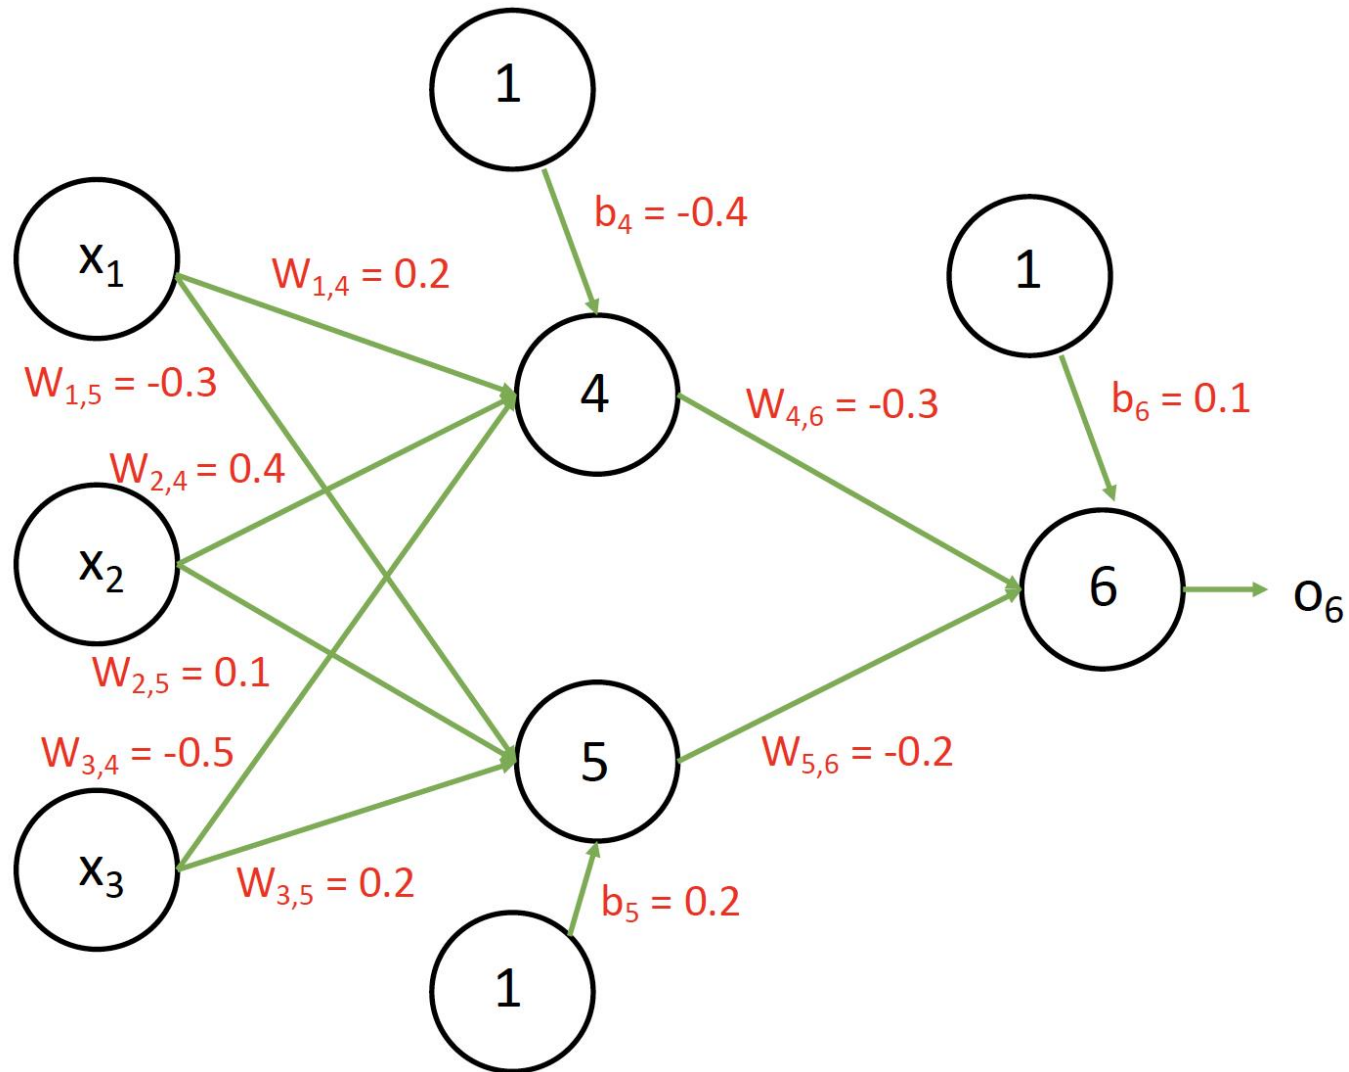 1
b₄ = -0.4
x₁
W₁,₄ = 0.2
1
W₁,₅ = -0.3
4
W₄,₆ = -0.3
b₆ = 0.1
W₂,₄ = 0.4
x₂
6
o₆
W₂,₅ = 0.1
W₃,₄ = -0.5
5
W₅,₆ = -0.2
x₃
W₃,₅ = 0.2
b₅ = 0.2
1